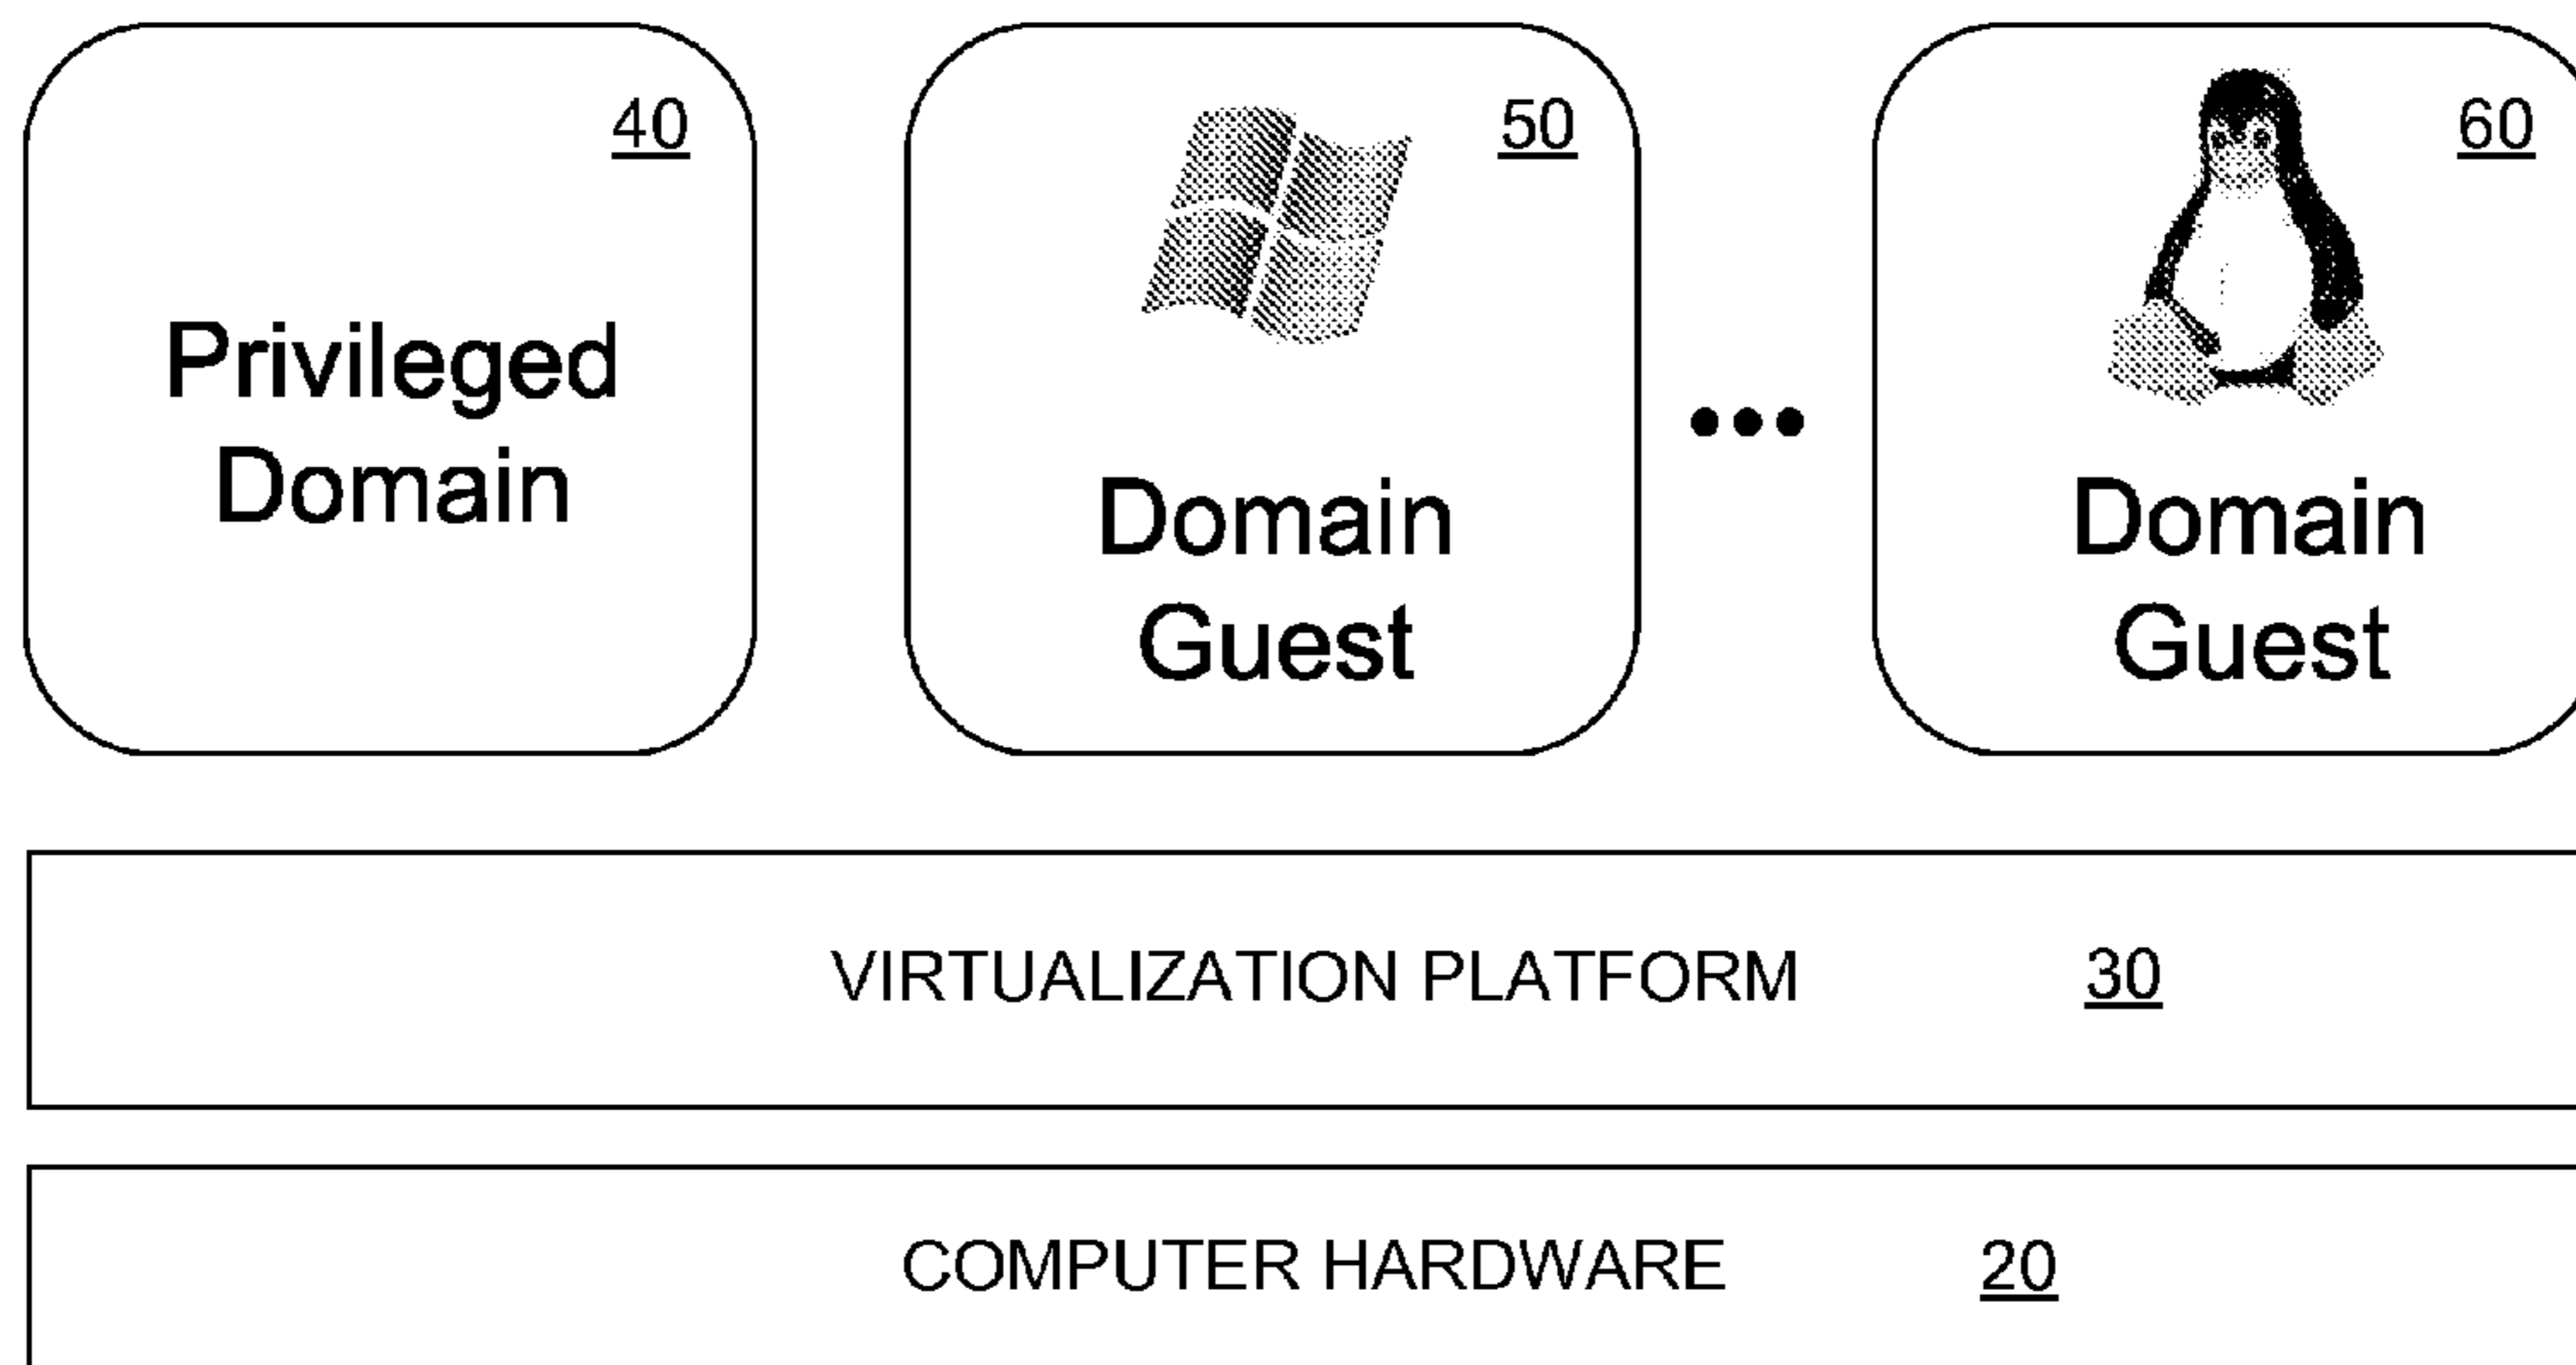 40
Privileged
Domain
50
Domain
Guest
•••
60
Domain
Guest
VIRTUALIZATION PLATFORM 30
COMPUTER HARDWARE 20